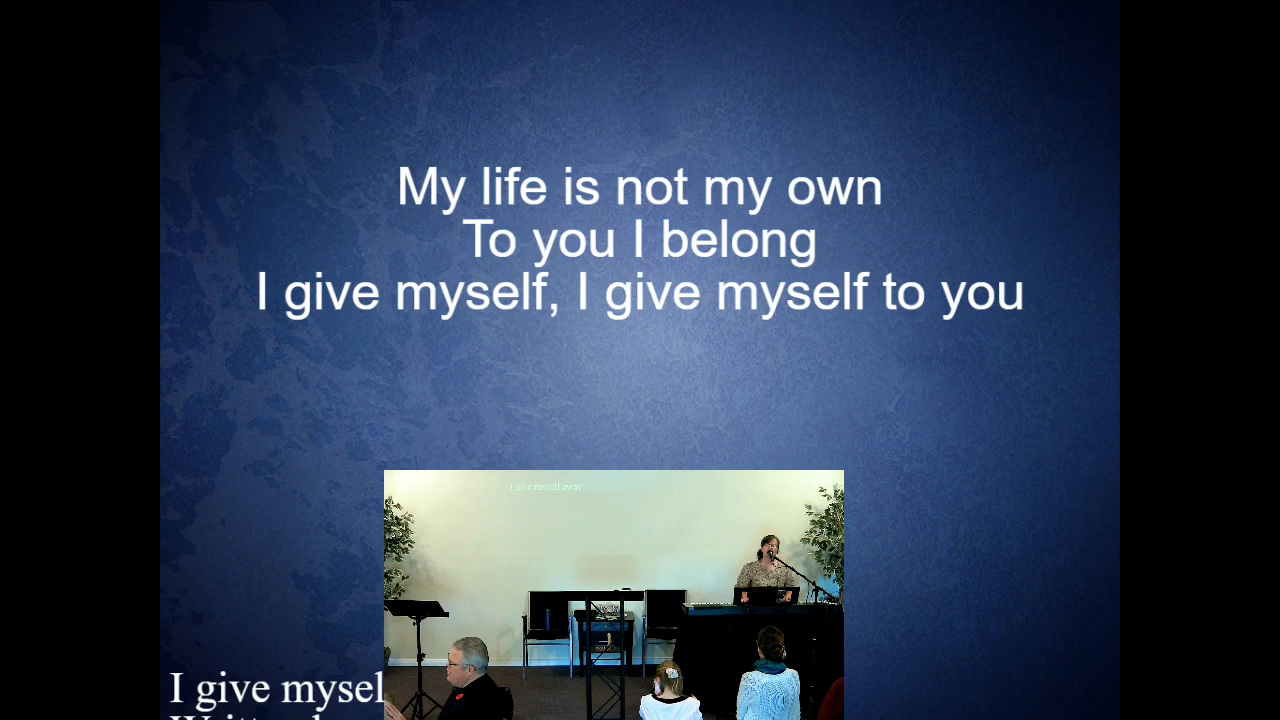 My life is not my own
To you I belong
I give myself, I give myself to you
I give myself away
I give mysel